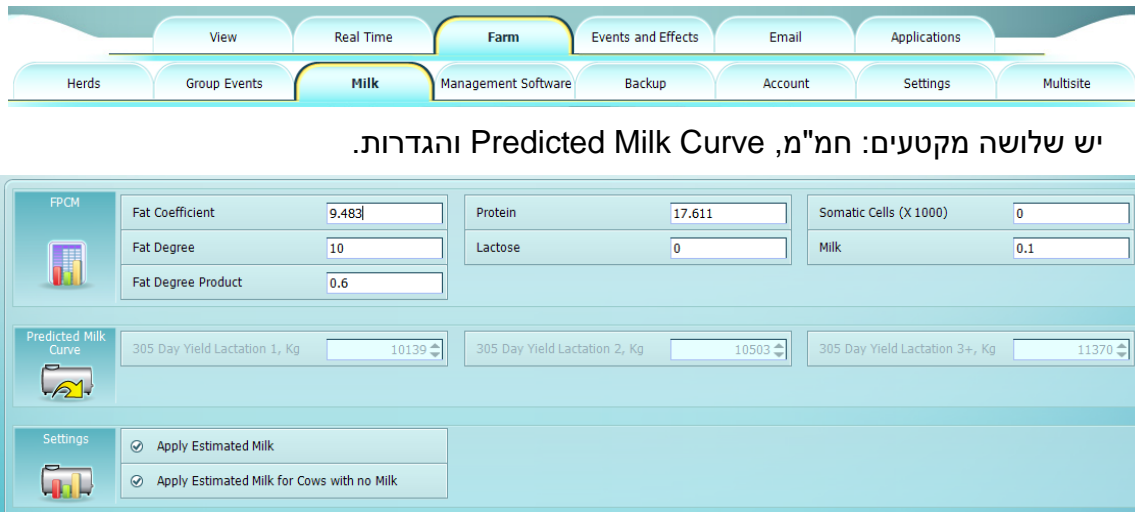 View Real Time Farm Events and Effects Email Applications
Herds Group Events Milk Management Software Backup Account Settings Multisite
יש שלושה מקטעים: חמ"מ, Predicted Milk Curve והגדרות.
FPCM
Fat Coefficient 9.483 Protein 17.611 Somatic Cells (X 1000) 0
Fat Degree 10 Lactose 0 Milk 0.1
Fat Degree Product 0.6
Predicted Milk
Curve
305 Day Yield Lactation 1, Kg 10139 305 Day Yield Lactation 2, Kg 10503 305 Day Yield Lactation 3+, Kg 11370
Settings
Apply Estimated Milk
Apply Estimated Milk for Cows with no Milk